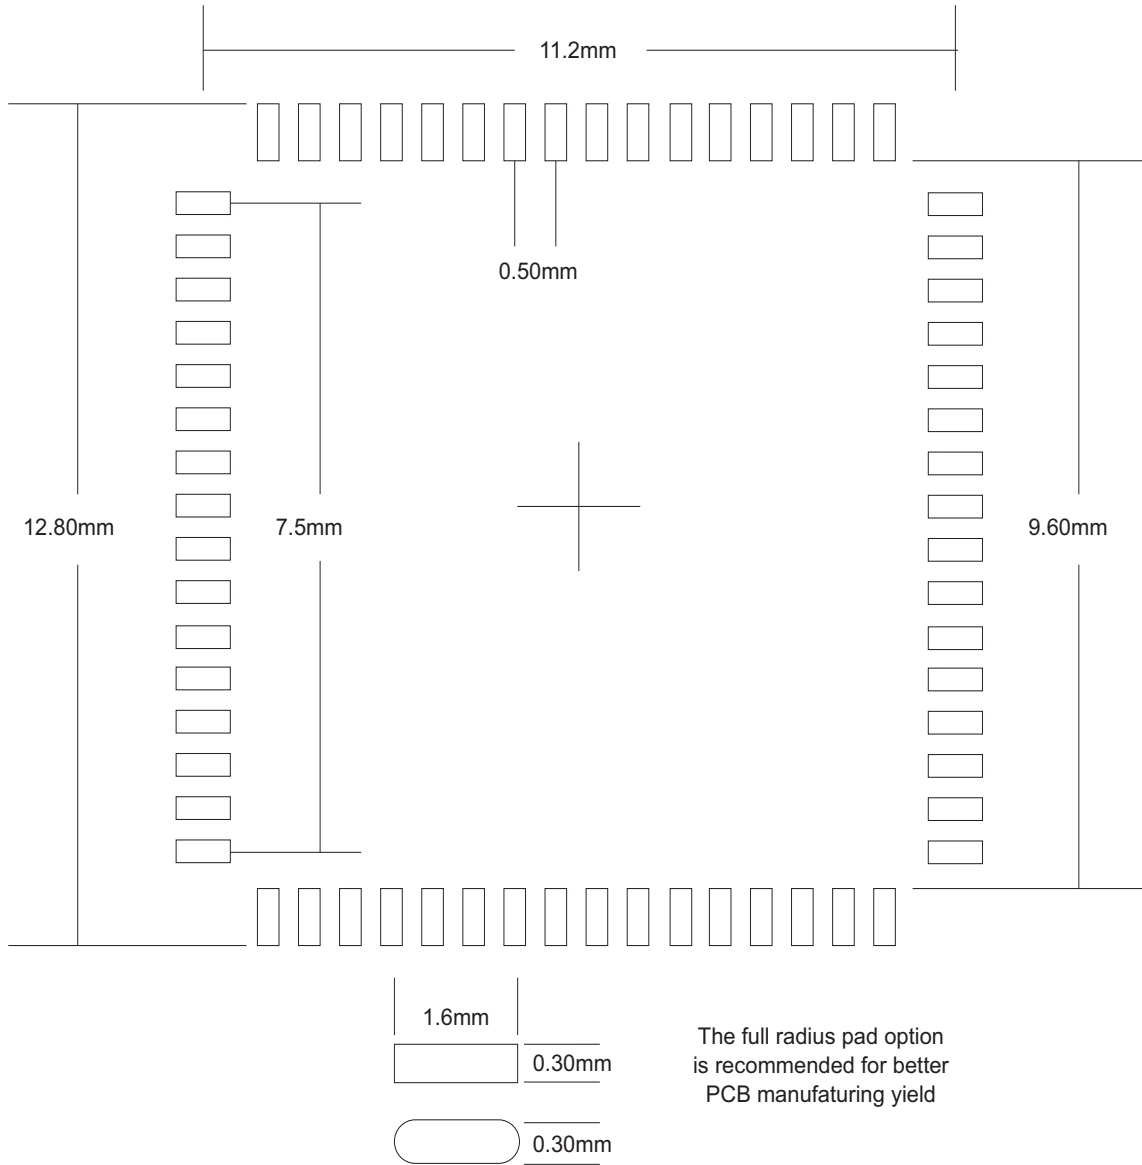 11.2mm
0.50mm
12.80mm
7.5mm
9.60mm
1.6mm
0.30mm
0.30mm
The full radius pad option
is recommended for better
PCB manufaturing yield